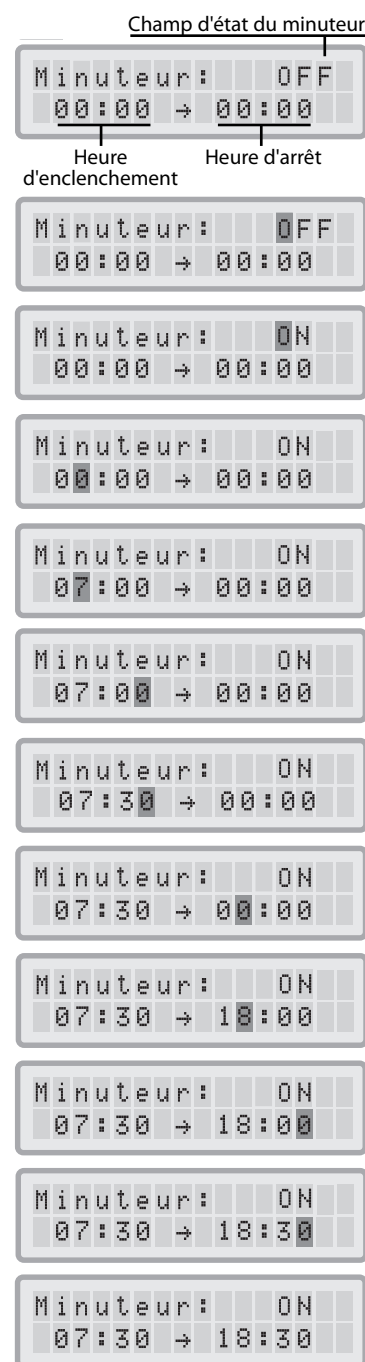 Champ d'état du minuteur
Minuteur: OFF
00:00 → 00:00
Heure d'enclenchement
Heure d'arrêt
Minuteur: OFF
00:00 → 00:00
Minuteur: ON
00:00 → 00:00
Minuteur: ON
00:00 → 00:00
Minuteur: ON
07:00 → 00:00
Minuteur: ON
07:00 → 00:00
Minuteur: ON
07:30 → 00:00
Minuteur: ON
07:30 → 00:00
Minuteur: ON
07:30 → 18:00
Minuteur: ON
07:30 → 18:00
Minuteur: ON
07:30 → 18:30
Minuteur: ON
07:30 → 18:30